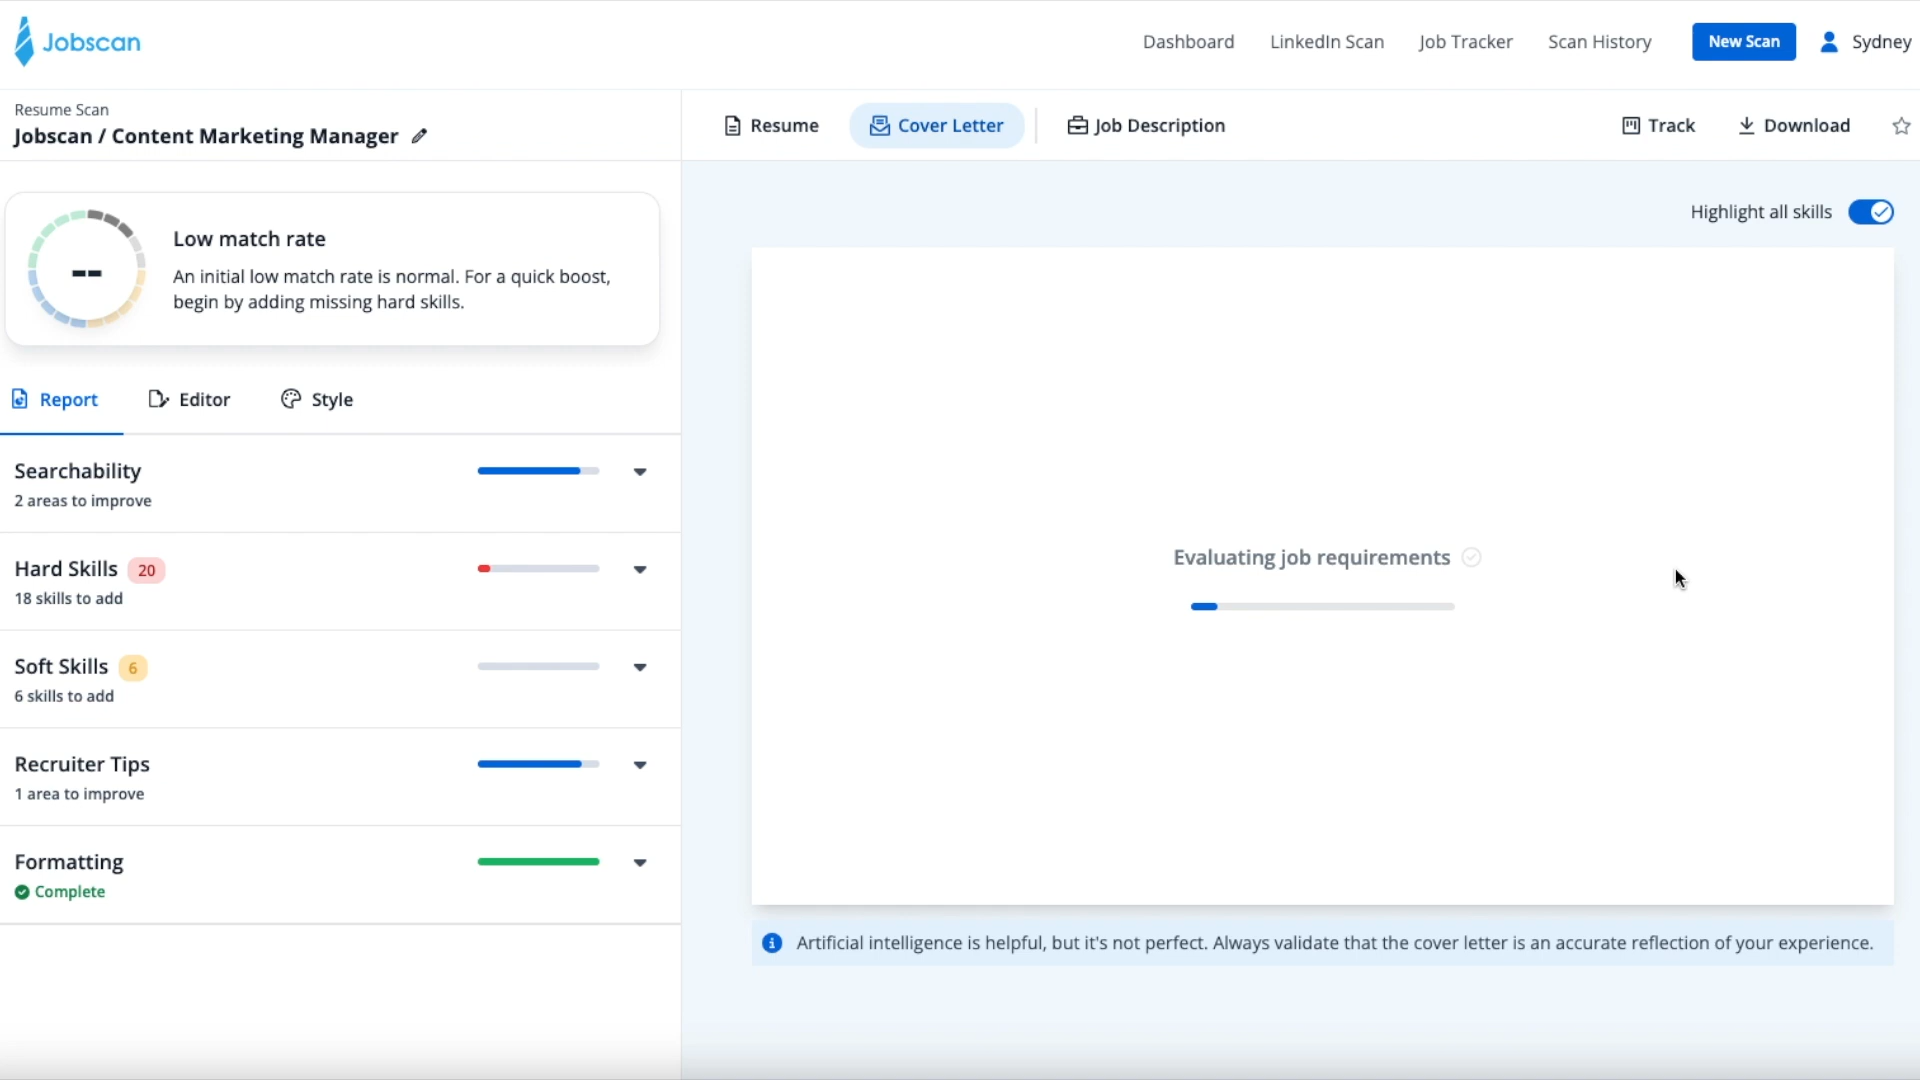 Jobscan
Dashboard
LinkedIn Scan
Job Tracker
Scan History
New Scan
Sydney
Resume Scan
Jobscan / Content Marketing Manager
Resume
Cover Letter
Job Description
Track
Download
Highlight all skills
--
Low match rate
An initial low match rate is normal. For a quick boost,
begin by adding missing hard skills.
Report
Editor
Style
Searchability
2 areas to improve
Hard Skills 20
18 skills to add
Soft Skills 6
6 skills to add
Recruiter Tips
1 area to improve
Formatting
Complete
Evaluating job requirements
Artificial intelligence is helpful, but it's not perfect. Always validate that the cover letter is an accurate reflection of your experience.